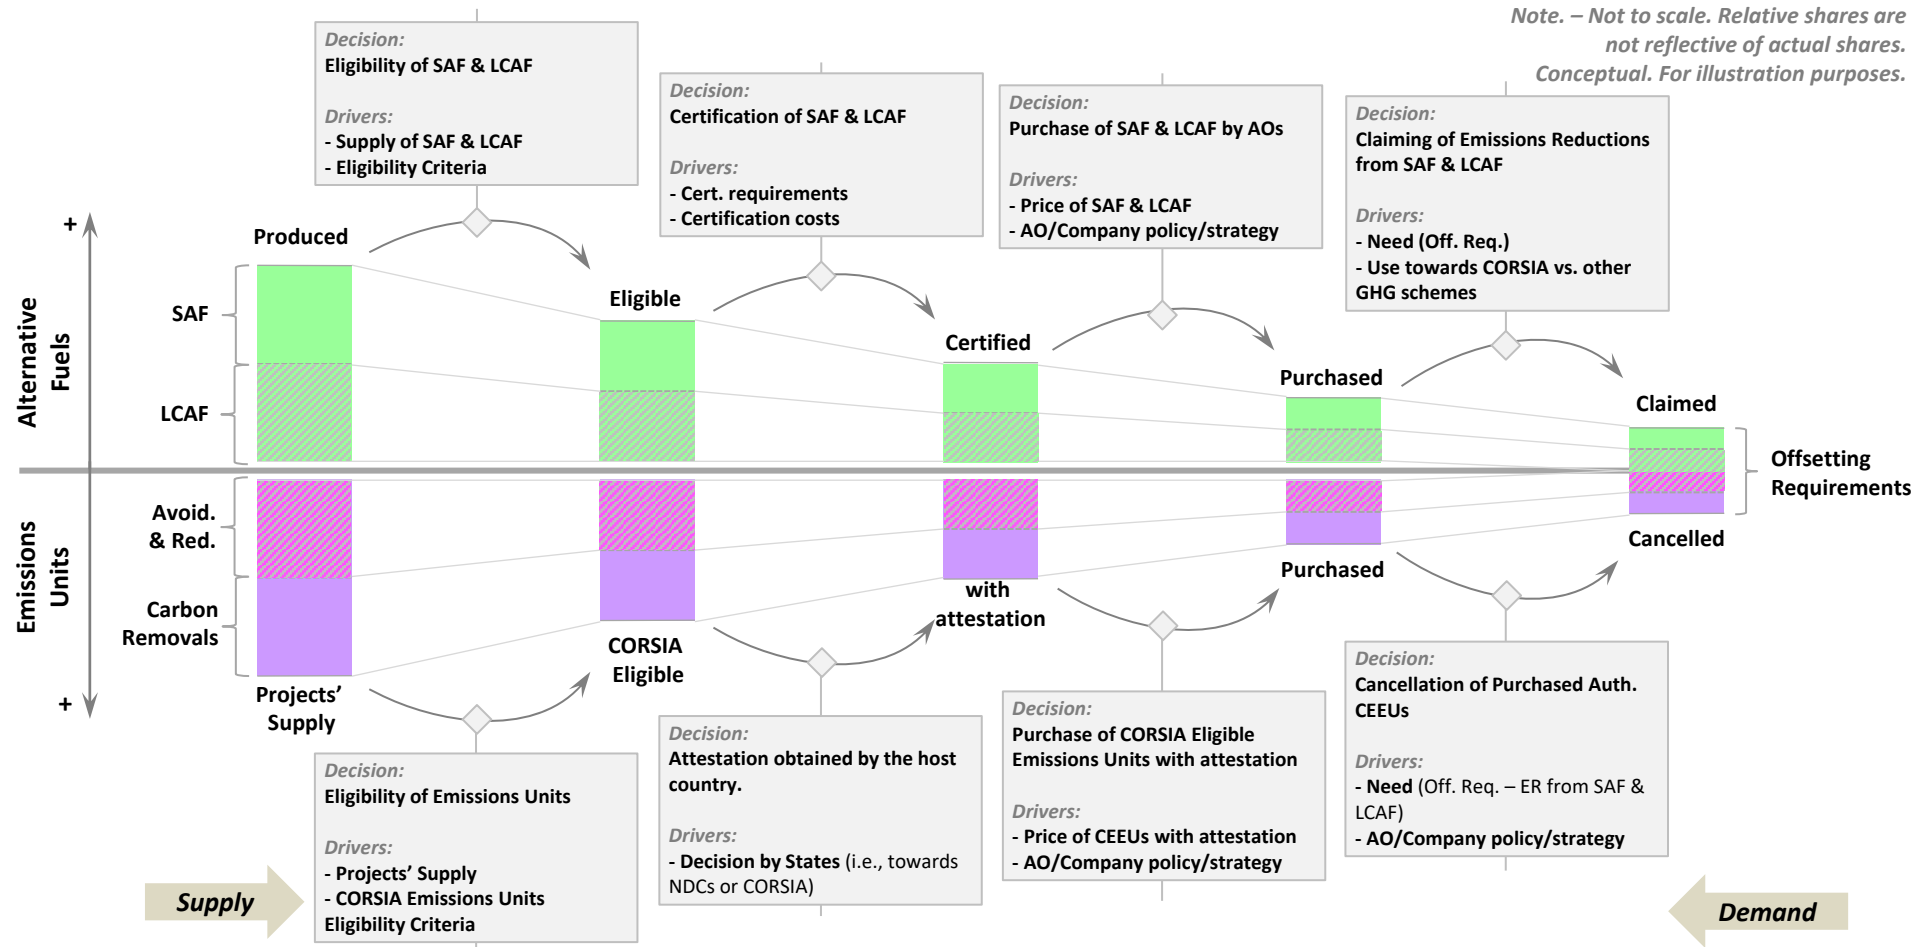 Note. – Not to scale. Relative shares are
not reflective of actual shares.
Conceptual. For illustration purposes.
Decision:
Eligibility of SAF & LCAF
Drivers:
- Supply of SAF & LCAF
- Eligibility Criteria
Decision:
Certification of SAF & LCAF
Drivers:
- Cert. requirements
- Certification costs
Decision:
Purchase of SAF & LCAF by AOs
Drivers:
- Price of SAF & LCAF
- AO/Company policy/strategy
Decision:
Claiming of Emissions Reductions
from SAF & LCAF
Drivers:
- Need (Off. Req.)
- Use towards CORSIA vs. other
GHG schemes
+
Alternative
Fuels
SAF
LCAF
Produced
Eligible
Certified
Purchased
Claimed
Offsetting
Requirements
Emissions
Units
+
Avoid.
& Red.
Carbon
Removals
Projects’
Supply
CORSIA
Eligible
with
attestation
Purchased
Cancelled
Decision:
Eligibility of Emissions Units
Drivers:
- Projects’ Supply
- CORSIA Emissions Units
Eligibility Criteria
Decision:
Attestation obtained by the host
country.
Drivers:
- Decision by States (i.e., towards
NDCs or CORSIA)
Decision:
Purchase of CORSIA Eligible
Emissions Units with attestation
Drivers:
- Price of CEEUs with attestation
- AO/Company policy/strategy
Decision:
Cancellation of Purchased Auth.
CEEUs
Drivers:
- Need (Off. Req. – ER from SAF &
LCAF)
- AO/Company policy/strategy
Supply
Demand